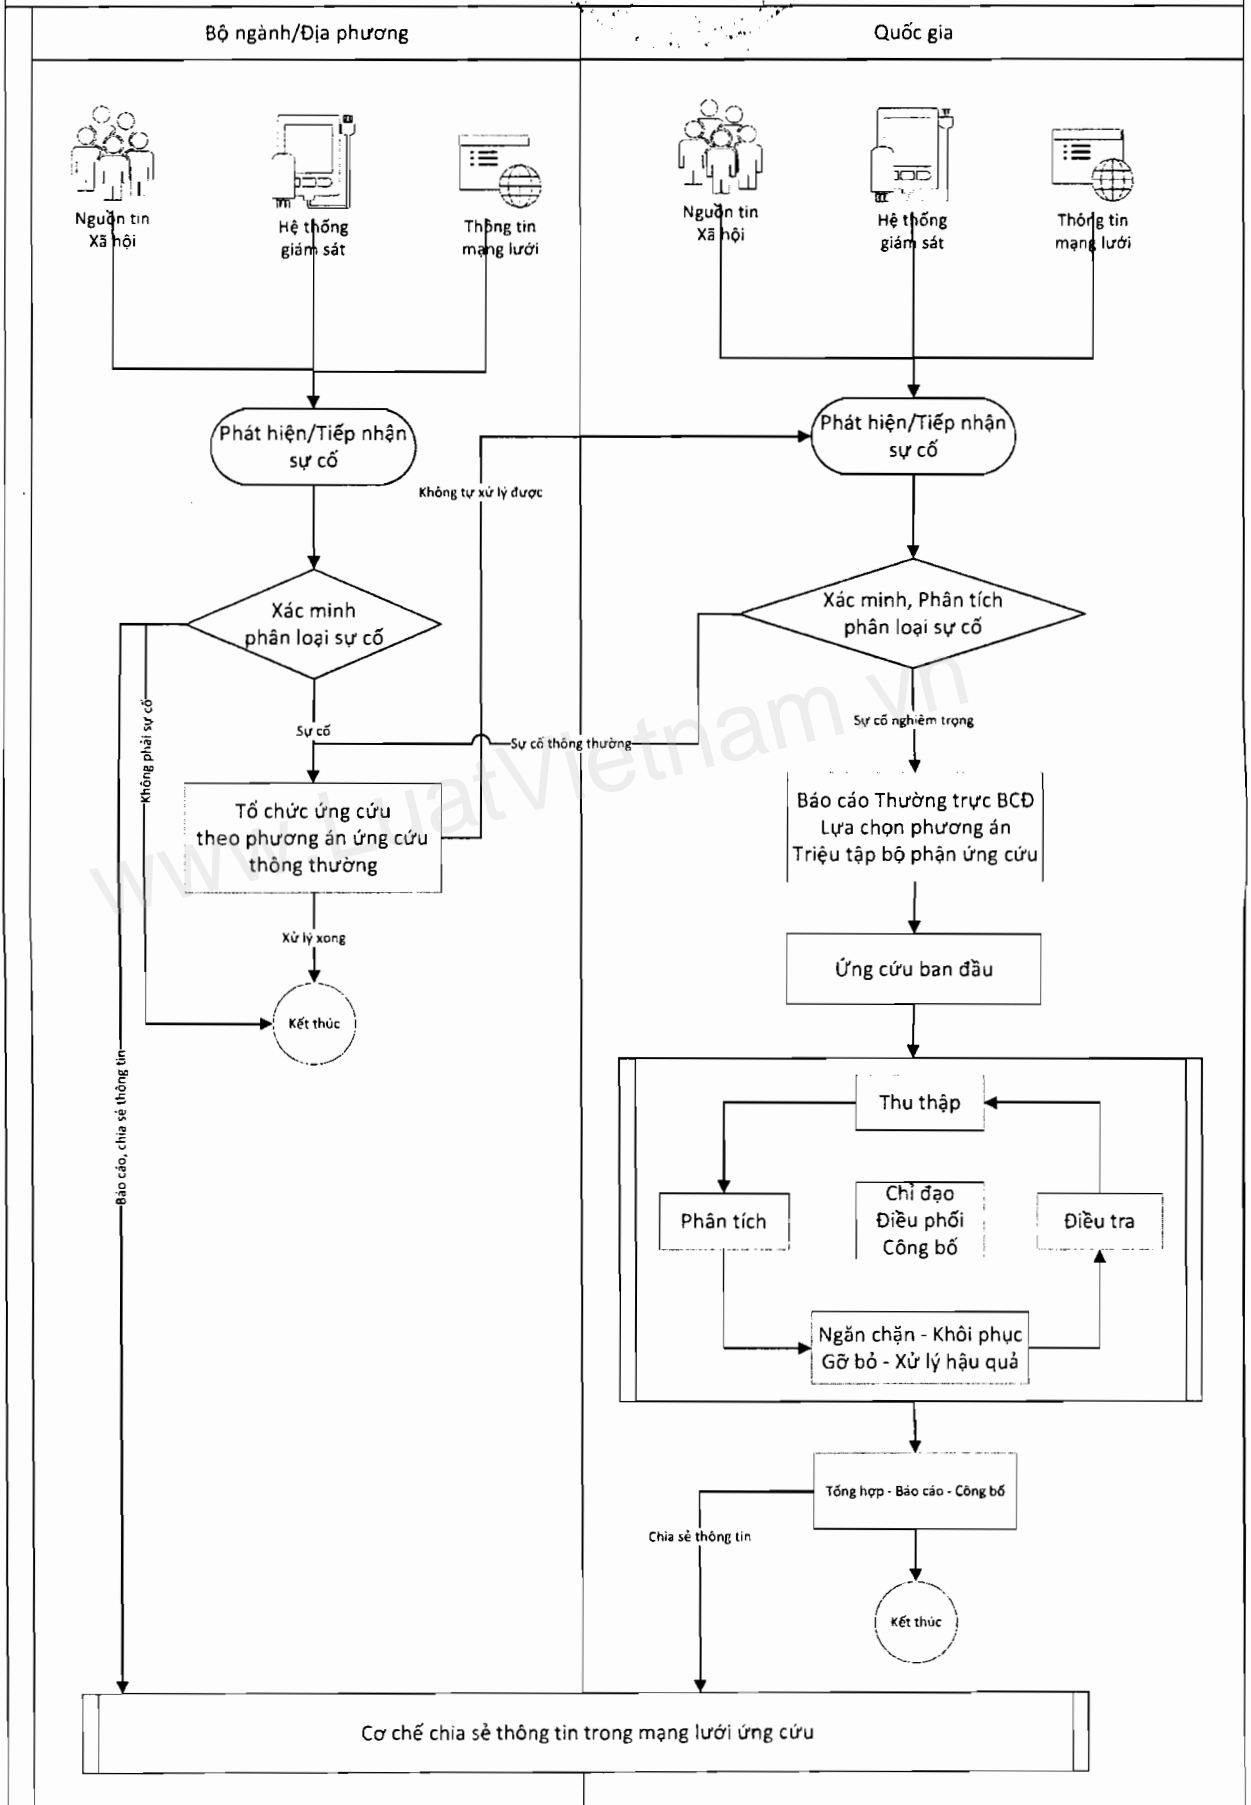 Bộ ngành/Địa phương
Quốc gia
Nguồn tin
Xã hội
Hệ thống
giám sát
Thông tin
mạng lưới
Nguồn tin
Xã hội
Hệ thống
giám sát
Thông tin
mạng lưới
Phát hiện/Tiếp nhận
sự cố
Phát hiện/Tiếp nhận
sự cố
Không tự xử lý được
Xác minh
phân loại sự cố
Xác minh, Phân tích
phân loại sự cố
Không phải sự cố
Sự cố
Sự cố thông thường
Sự cố nghiêm trọng
Tổ chức ứng cứu
theo phương án ứng cứu
thông thường
Báo cáo Thường trực BCĐ
Lựa chọn phương án
Triệu tập bộ phận ứng cứu
Xử lý xong
Ứng cứu ban đầu
Kết thúc
Báo cáo, chia sẻ thông tin
Thu thập
Phân tích
Chỉ đạo
Điều phối
Công bố
Điều tra
Ngăn chặn - Khôi phục
Gỡ bỏ - Xử lý hậu quả
Tổng hợp - Báo cáo - Công bố
Chia sẻ thông tin
Kết thúc
Cơ chế chia sẻ thông tin trong mạng lưới ứng cứu
www.LuatVietnam.vn